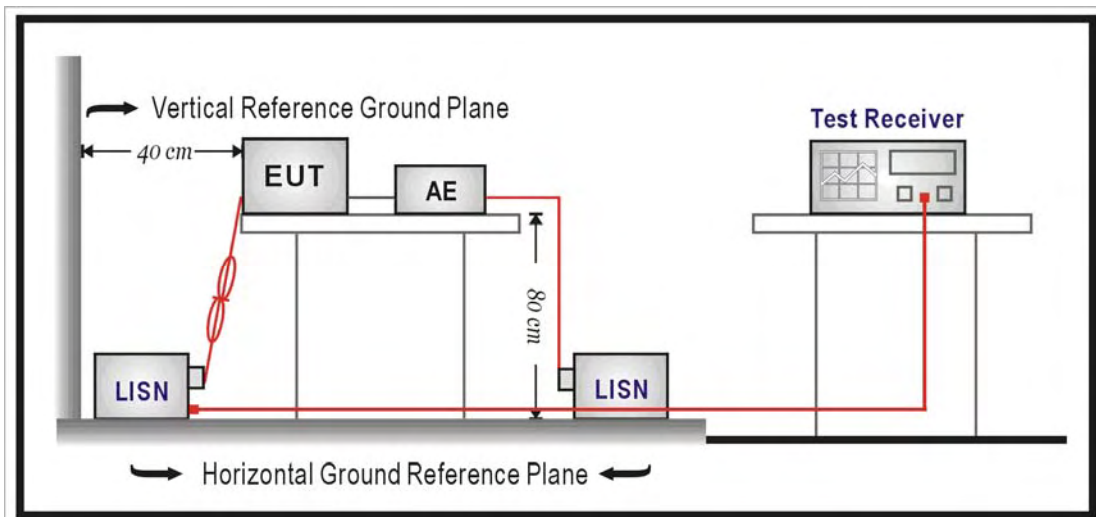 Vertical Reference Ground Plane
40 cm
EUT
AE
Test Receiver
80 cm
LISN
LISN
Horizontal Ground Reference Plane